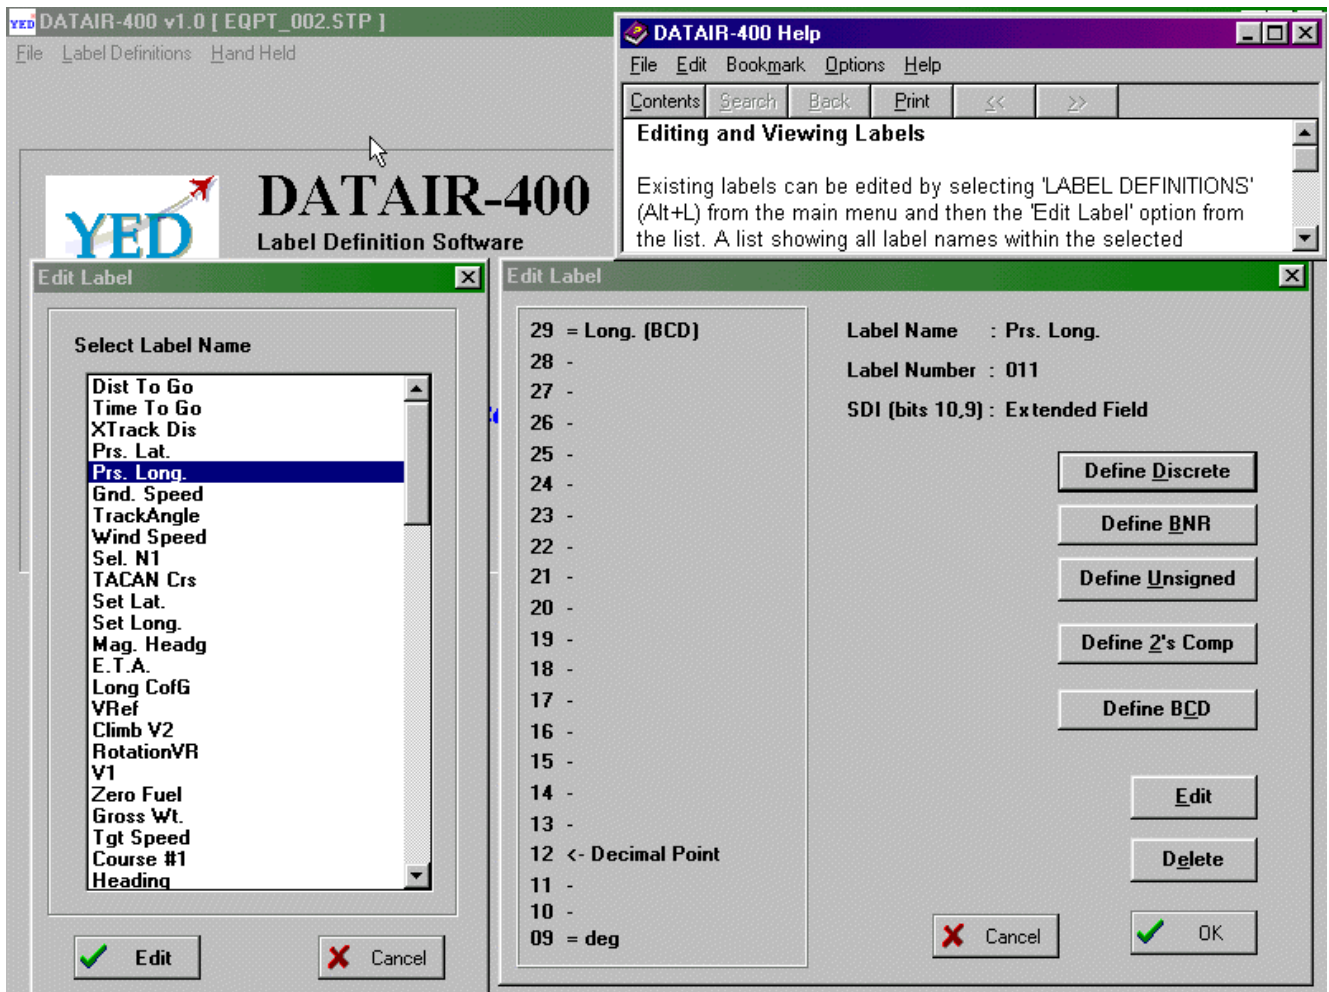 YED DATAIR-400 v1.0 [ EQPT_002.STP ]
File Label Definitions Hand Held
DATAIR-400 Help
File Edit Bookmark Options Help
Contents Search Back Print << >>
Editing and Viewing Labels
Existing labels can be edited by selecting 'LABEL DEFINITIONS'
(Alt+L) from the main menu and then the 'Edit Label' option from
the list. A list showing all label names within the selected
YED
DATAIR-400
Label Definition Software
Edit Label
Select Label Name
Dist To Go
Time To Go
XTrack Dis
Prs. Lat.
Prs. Long.
Gnd. Speed
TrackAngle
Wind Speed
Sel. N1
TACAN Crs
Set Lat.
Set Long.
Mag. Headg
E.T.A.
Long CofG
VRef
Climb V2
RotationVR
V1
Zero Fuel
Gross Wt.
Tgt Speed
Course #1
Heading
Edit Cancel
Edit Label
29 = Long. (BCD)
28 -
27 -
26 -
25 -
24 -
23 -
22 -
21 -
20 -
19 -
18 -
17 -
16 -
15 -
14 -
13 -
12 <- Decimal Point
11 -
10 -
09 = deg
Label Name : Prs. Long.
Label Number : 011
SDI (bits 10,9) : Extended Field
Define Discrete
Define BNR
Define Unsigned
Define 2's Comp
Define BCD
Edit
Delete
Cancel OK